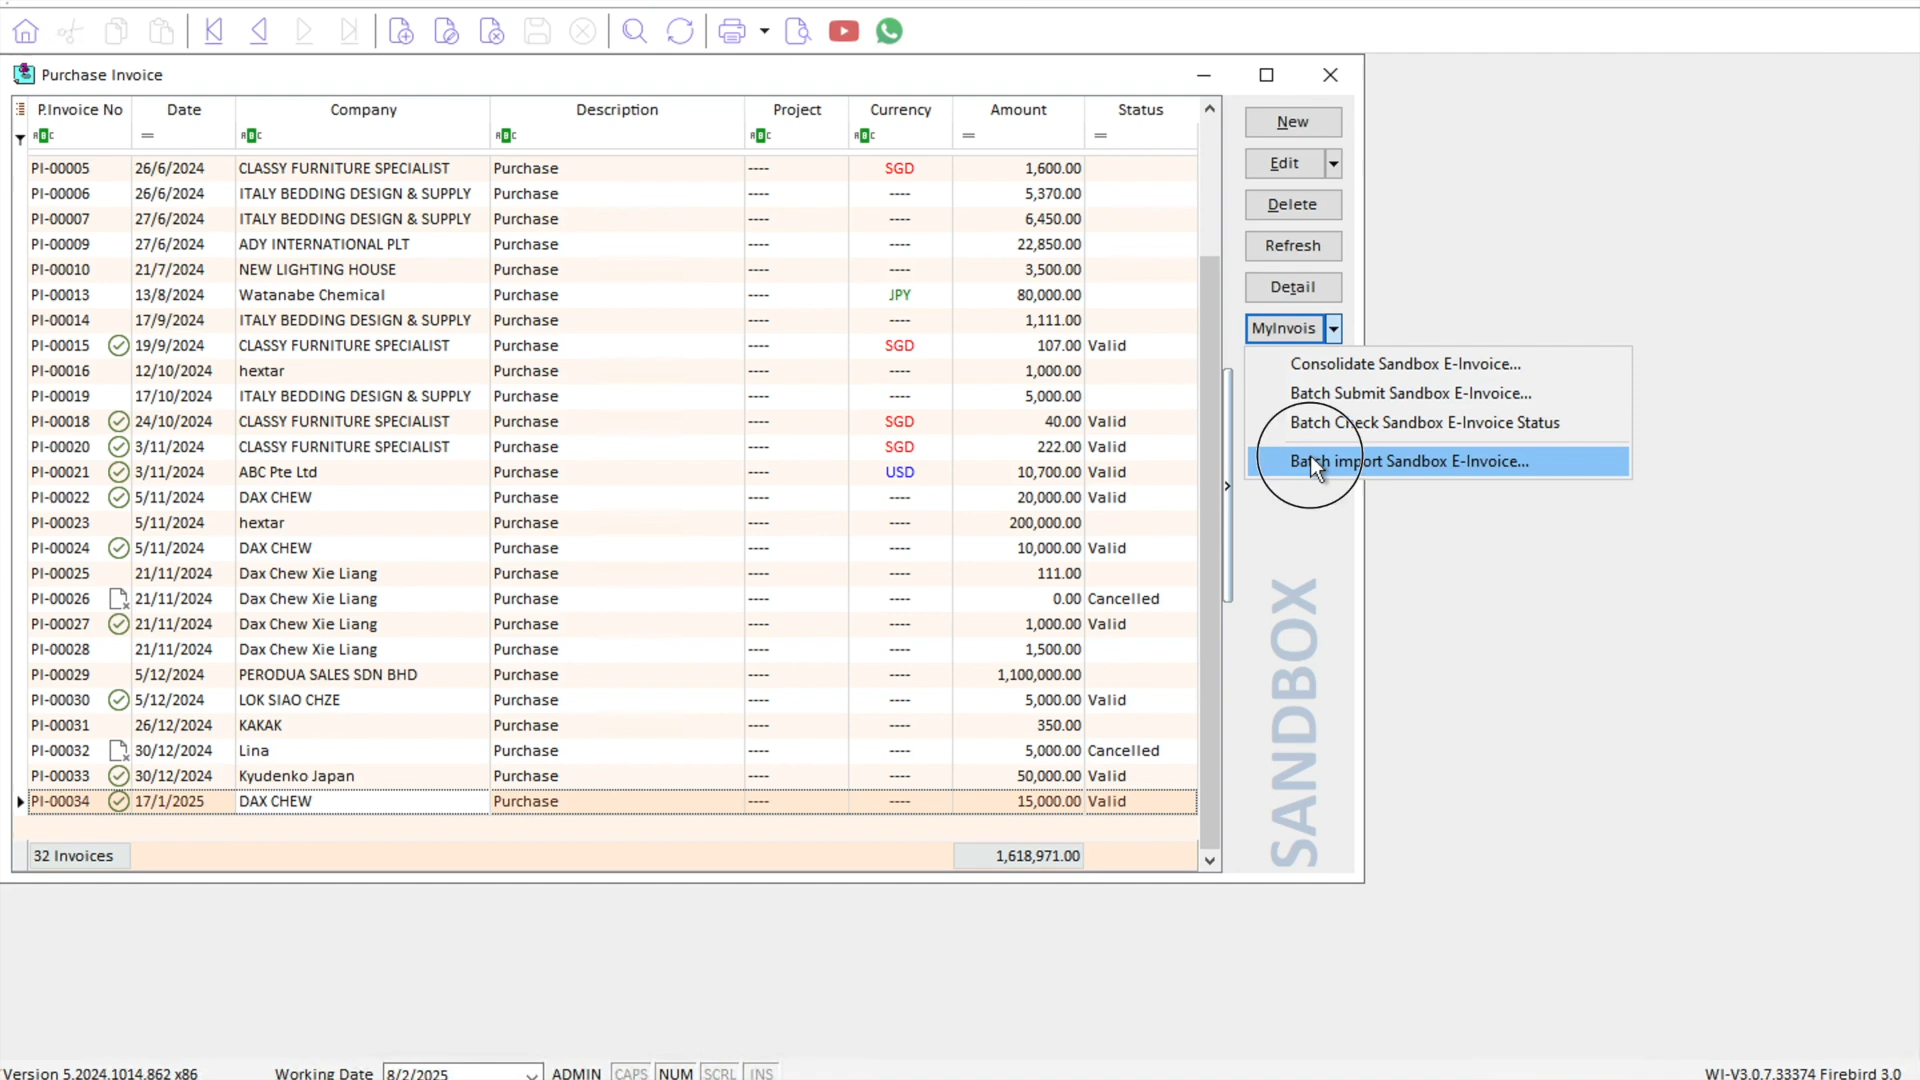 Purchase Invoice
P.Invoice No Date Company Description Project Currency Amount Status
PI-00005 26/6/2024 CLASSY FURNITURE SPECIALIST Purchase ---- SGD 1,600.00
PI-00006 26/6/2024 ITALY BEDDING DESIGN & SUPPLY Purchase ---- ---- 5,370.00
PI-00007 27/6/2024 ITALY BEDDING DESIGN & SUPPLY Purchase ---- ---- 6,450.00
PI-00009 27/6/2024 ADY INTERNATIONAL PLT Purchase ---- ---- 22,850.00
PI-00010 21/7/2024 NEW LIGHTING HOUSE Purchase ---- ---- 3,500.00
PI-00013 13/8/2024 Watanabe Chemical Purchase ---- JPY 80,000.00
PI-00014 17/9/2024 ITALY BEDDING DESIGN & SUPPLY Purchase ---- ---- 1,111.00
PI-00015 19/9/2024 CLASSY FURNITURE SPECIALIST Purchase ---- SGD 107.00 Valid
PI-00016 12/10/2024 hextar Purchase ---- ---- 1,000.00
PI-00019 17/10/2024 ITALY BEDDING DESIGN & SUPPLY Purchase ---- ---- 5,000.00
PI-00018 24/10/2024 CLASSY FURNITURE SPECIALIST Purchase ---- SGD 40.00 Valid
PI-00020 3/11/2024 CLASSY FURNITURE SPECIALIST Purchase ---- SGD 222.00 Valid
PI-00021 3/11/2024 ABC Pte Ltd Purchase ---- USD 10,700.00 Valid
PI-00022 5/11/2024 DAX CHEW Purchase ---- ---- 20,000.00 Valid
PI-00023 5/11/2024 hextar Purchase ---- ---- 200,000.00
PI-00024 5/11/2024 DAX CHEW Purchase ---- ---- 10,000.00 Valid
PI-00025 21/11/2024 Dax Chew Xie Liang Purchase ---- ---- 111.00
PI-00026 21/11/2024 Dax Chew Xie Liang Purchase ---- ---- 0.00 Cancelled
PI-00027 21/11/2024 Dax Chew Xie Liang Purchase ---- ---- 1,000.00 Valid
PI-00028 21/11/2024 Dax Chew Xie Liang Purchase ---- ---- 1,500.00
PI-00029 5/12/2024 PERODUA SALES SDN BHD Purchase ---- ---- 1,100,000.00
PI-00030 5/12/2024 LOK SIAO CHZE Purchase ---- ---- 5,000.00 Valid
PI-00031 26/12/2024 KAKAK Purchase ---- ---- 350.00
PI-00032 30/12/2024 Lina Purchase ---- ---- 5,000.00 Cancelled
PI-00033 30/12/2024 Kyudenko Japan Purchase ---- ---- 50,000.00 Valid
PI-00034 17/1/2025 DAX CHEW Purchase ---- ---- 15,000.00 Valid
32 Invoices 1,618,971.00
New
Edit
Delete
Refresh
Detail
MyInvois
Consolidate Sandbox E-Invoice...
Batch Submit Sandbox E-Invoice...
Batch Check Sandbox E-Invoice Status
Batch import Sandbox E-Invoice...
SANDBOX
Version 5.2024.1014.862 x86 Working Date 8/2/2025 ADMIN CAPS NUM SCRL INS WI-V3.0.7.33374 Firebird 3.0